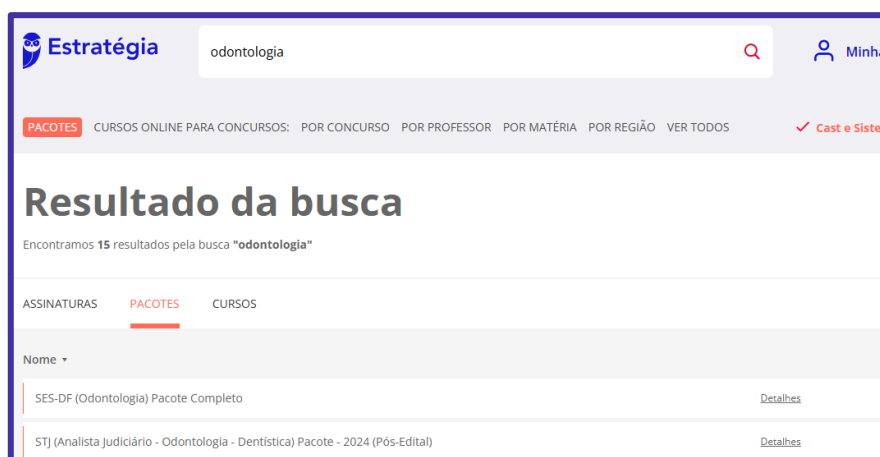 Estratégia
odontologia
Minha
PACOTES CURSOS ONLINE PARA CONCURSOS: POR CONCURSO POR PROFESSOR POR MATÉRIA POR REGIÃO VER TODOS
Cast e Siste
Resultado da busca
Encontramos 15 resultados pela busca "odontologia"
ASSINATURAS PACOTES CURSOS
Nome
SES-DF (Odontologia) Pacote Completo Detalhes
STJ (Analista Judiciário - Odontologia - Dentística) Pacote - 2024 (Pós-Edital) Detalhes